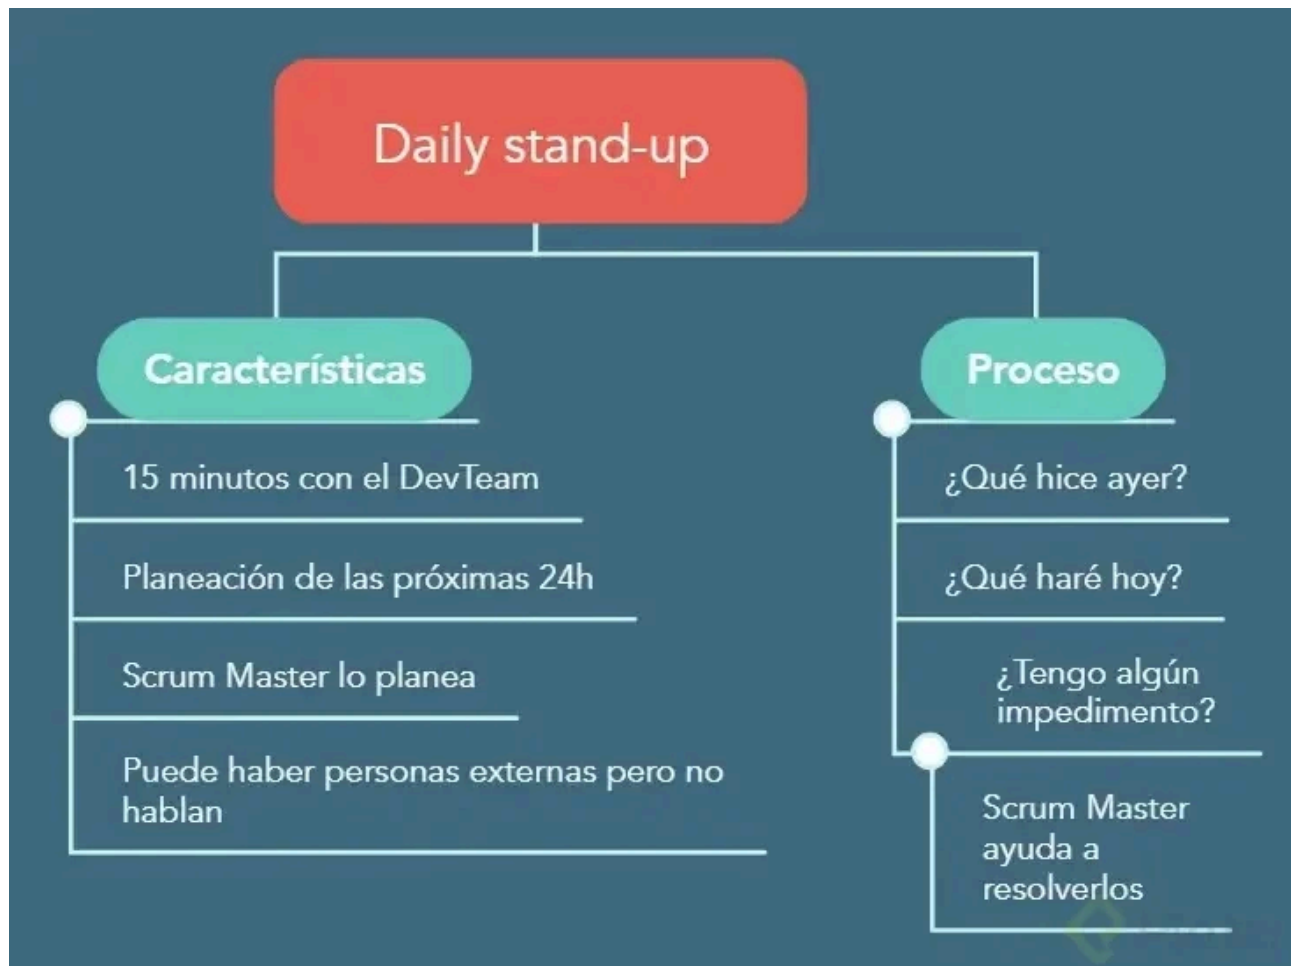 Daily stand-up
Características
15 minutos con el DevTeam
Planeación de las próximas 24h
Scrum Master lo planea
Puede haber personas externas pero no
hablan
Proceso
¿Qué hice ayer?
¿Qué haré hoy?
¿Tengo algún
impedimento?
Scrum Master
ayuda a
resolverlos